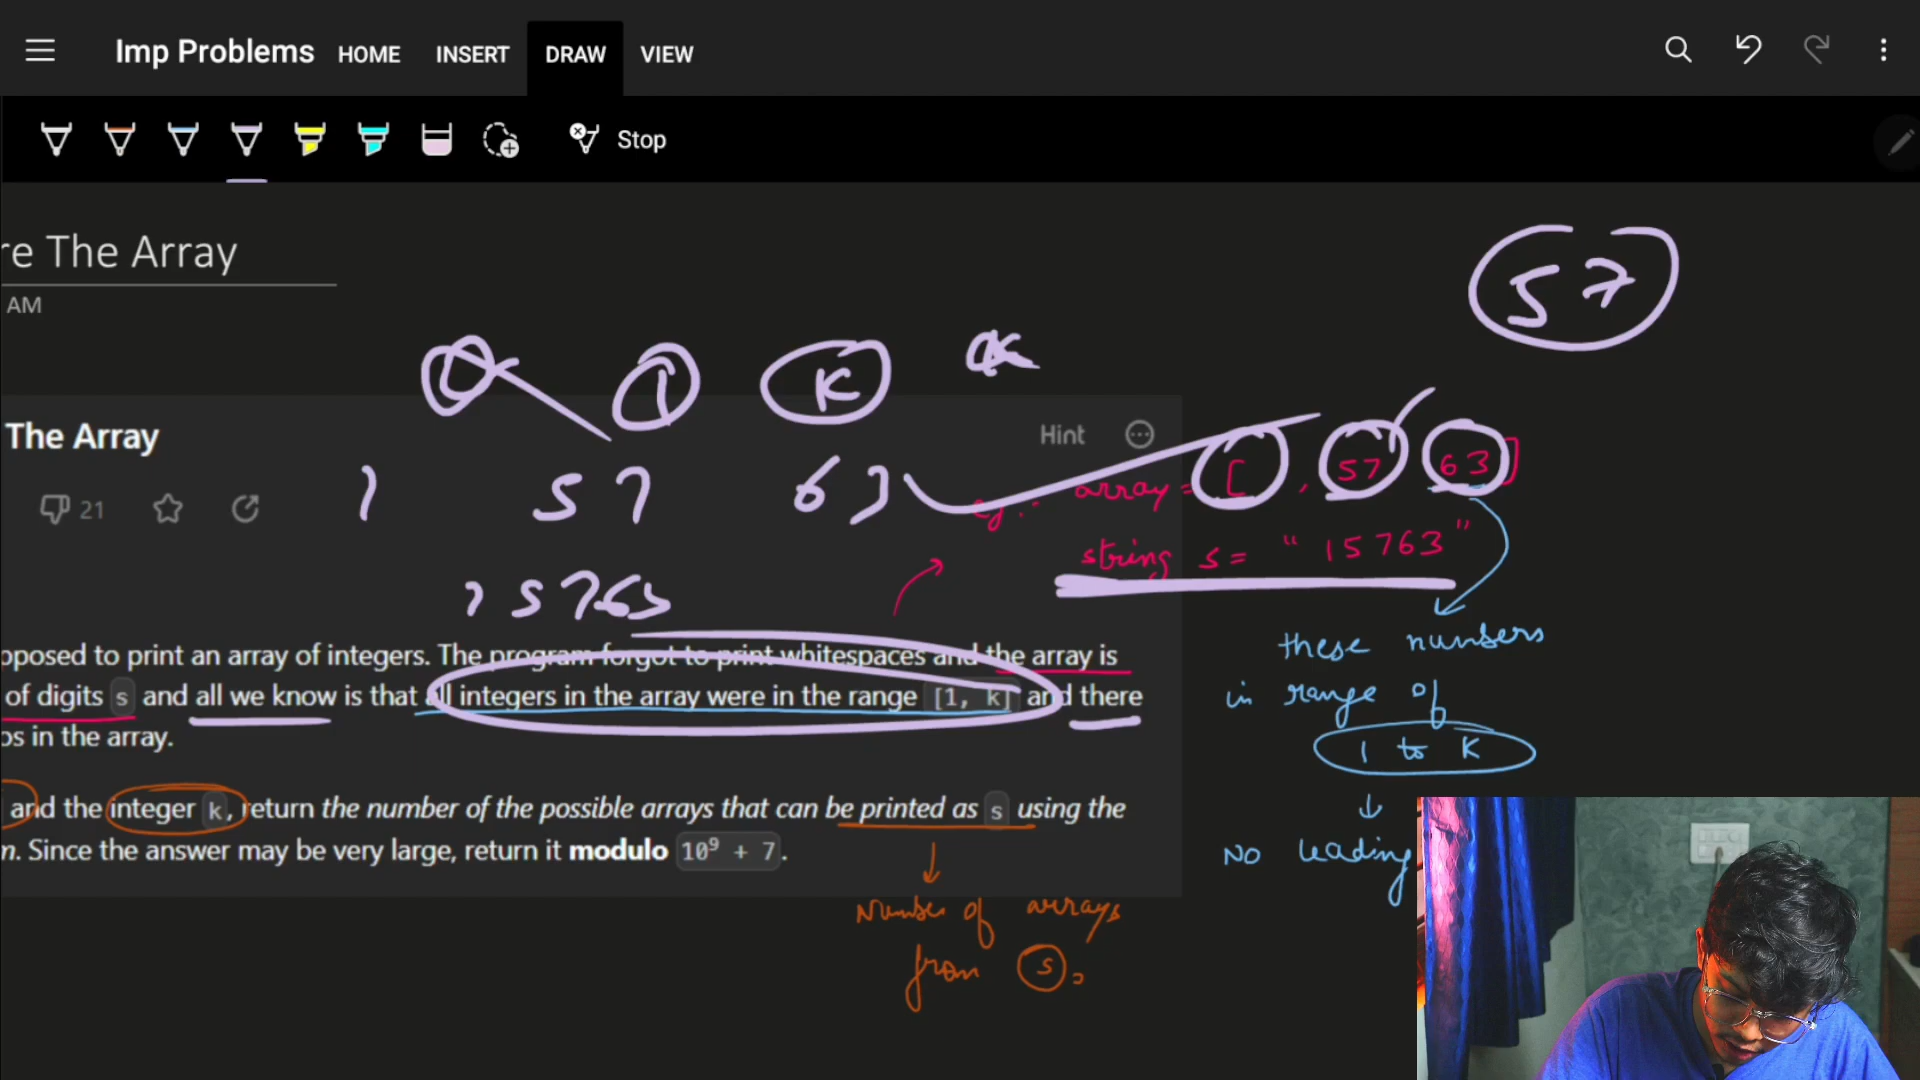 Imp Problems HOME INSERT DRAW VIEW
Stop
re The Array
AM
57
K
The Array
Hint
21
1 57 63
eg:- array = [ , 57 63]
string s = "15763"
15763
pposed to print an array of integers. The program forgot to print whitespaces and the array is
of digits s and all we know is that all integers in the array were in the range [1, k] and there
os in the array.
these numbers
in range of
1 to K
No leading
and the integer k, return the number of the possible arrays that can be printed as s using the
m. Since the answer may be very large, return it modulo 10⁹ + 7.
Number of arrays
from s